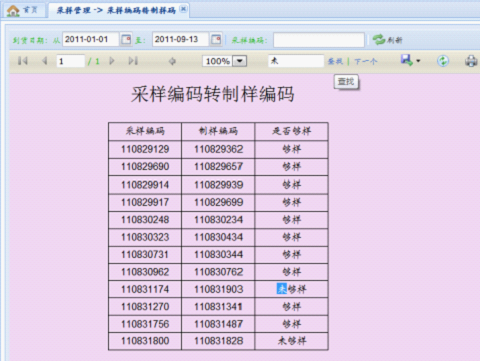 首页 采样管理 -> 采样编码转制样码
到货日期: 从 2011-01-01 至: 2011-09-13 采样编码: 刷新
1 / 1 100% 未 查找 | 下一个
查找
采样编码转制样编码
采样编码 制样编码 是否够样
110829129 110829362 够样
110829690 110829657 够样
110829914 110829939 够样
110829917 110829699 够样
110830248 110830234 够样
110830323 110830434 够样
110830731 110830344 够样
110830962 110830762 够样
110831174 110831903 未够样
110831270 110831341 够样
110831756 110831487 够样
110831800 110831828 未够样